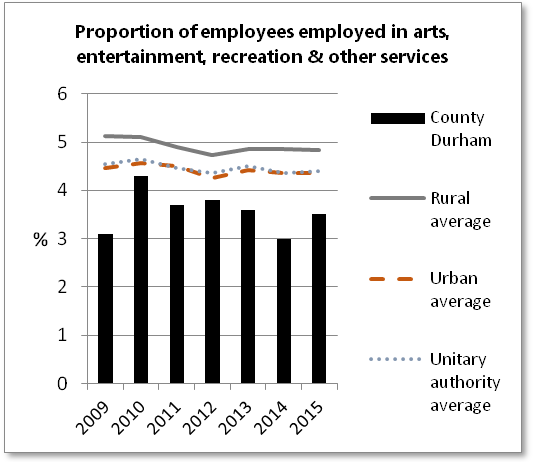 Proportion of employees employed in arts,
entertainment, recreation & other services
6
5
4
3
2
1
0
%
2009
2010
2011
2012
2013
2014
2015
County
Durham
Rural
average
Urban
average
Unitary
authority
average